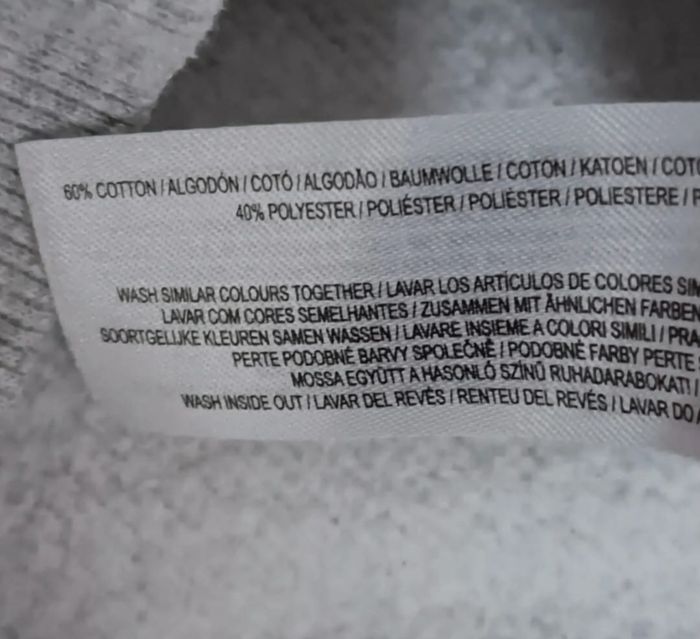 60% COTTON / ALGODÓN / COTÓ / ALGODÃO / BAUMWOLLE / COTON / KATOEN / COT
40% POLYESTER / POLIÉSTER / POLIÈSTER / POLIESTERE /
WASH SIMILAR COLOURS TOGETHER / LAVAR LOS ARTÍCULOS DE COLORES SIM
LAVAR COM CORES SEMELHANTES / ZUSAMMEN MIT ÄHNLICHEN FARBEN
SOORTGELIJKE KLEUREN SAMEN WASSEN / LAVARE INSIEME A COLORI SIMILI / PRA
PERTE PODOBNÉ BARVY SPOLEČNĚ / PODOBNÉ FARBY PERTE
MOSSA EGYÜTT A HASONLÓ SZÍNŰ RUHADARABOKAT! /
WASH INSIDE OUT / LAVAR DEL REVÉS / RENTEU DEL REVÉS / LAVAR DO